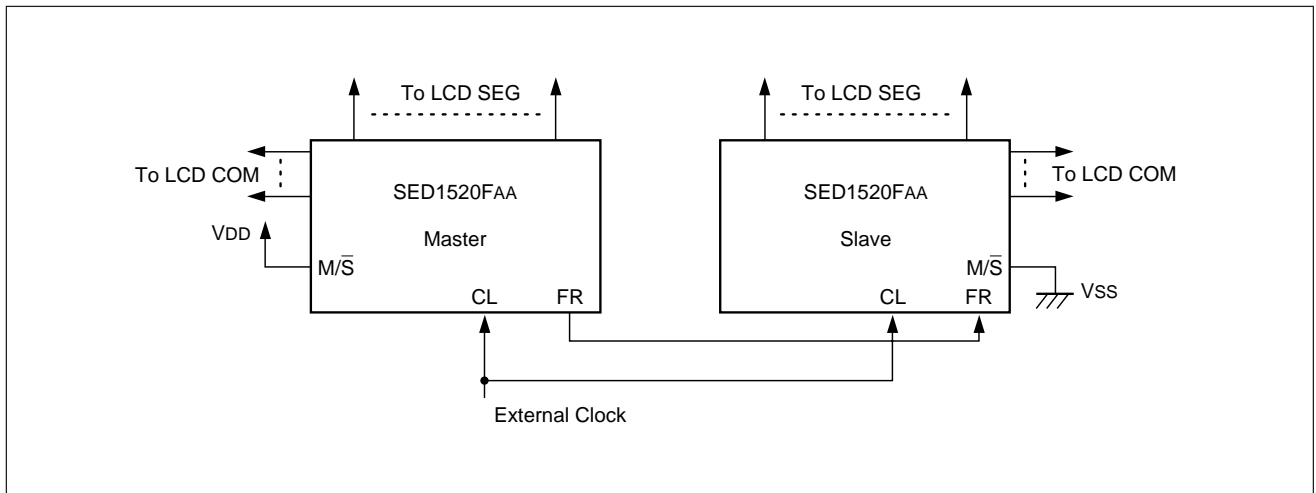 To LCD SEG
To LCD SEG
To LCD COM
SED1520FAA
Master
VDD
M/S̅
CL
FR
SED1520FAA
Slave
To LCD COM
M/S̅
VSS
CL
FR
External Clock